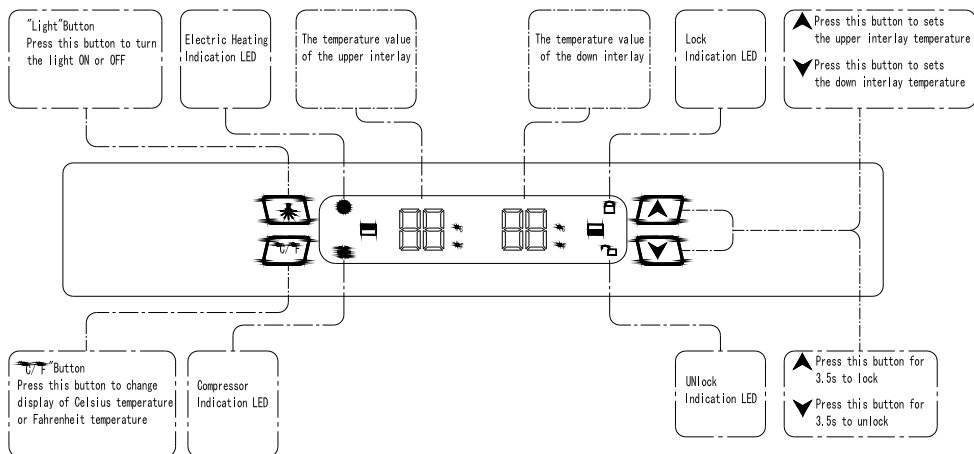 "Light"Button
Press this button to turn
the light ON or OFF
Electric Heating
Indication LED
The temperature value
of the upper interlay
The temperature value
of the down interlay
Lock
Indication LED
Press this button to sets
the upper interlay temperature
Press this button to sets
the down interlay temperature
C/F
88
88
C/F"Button
Press this button to change
display of Celsius temperature
or Fahrenheit temperature
Compressor
Indication LED
UNlock
Indication LED
Press this button for
3.5s to lock
Press this button for
3.5s to unlock